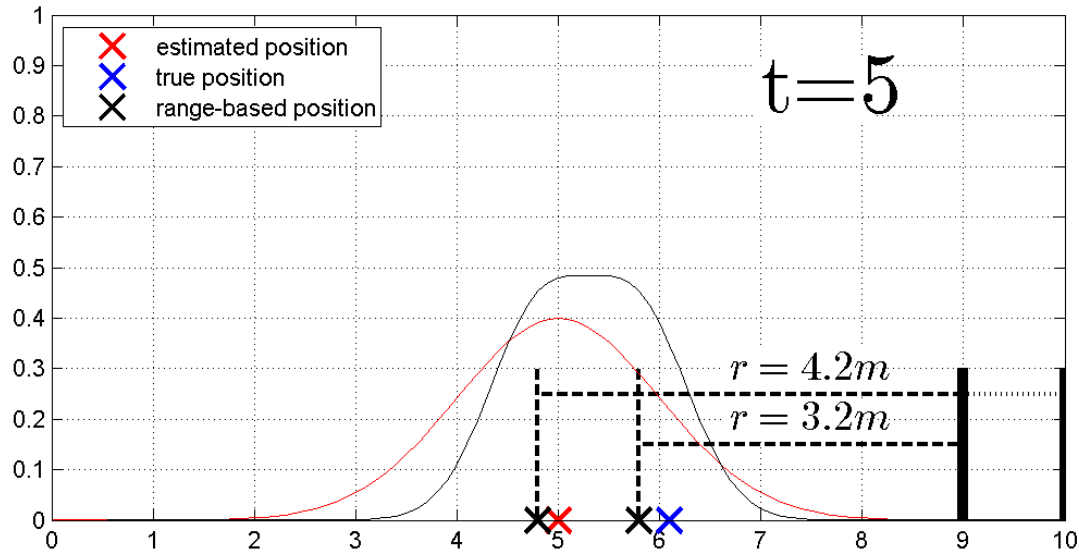 1
0.9
0.8
0.7
0.6
0.5
0.4
0.3
0.2
0.1
0
estimated position
true position
range-based position
t=5
r = 4.2m
r = 3.2m
0 1 2 3 4 5 6 7 8 9 10